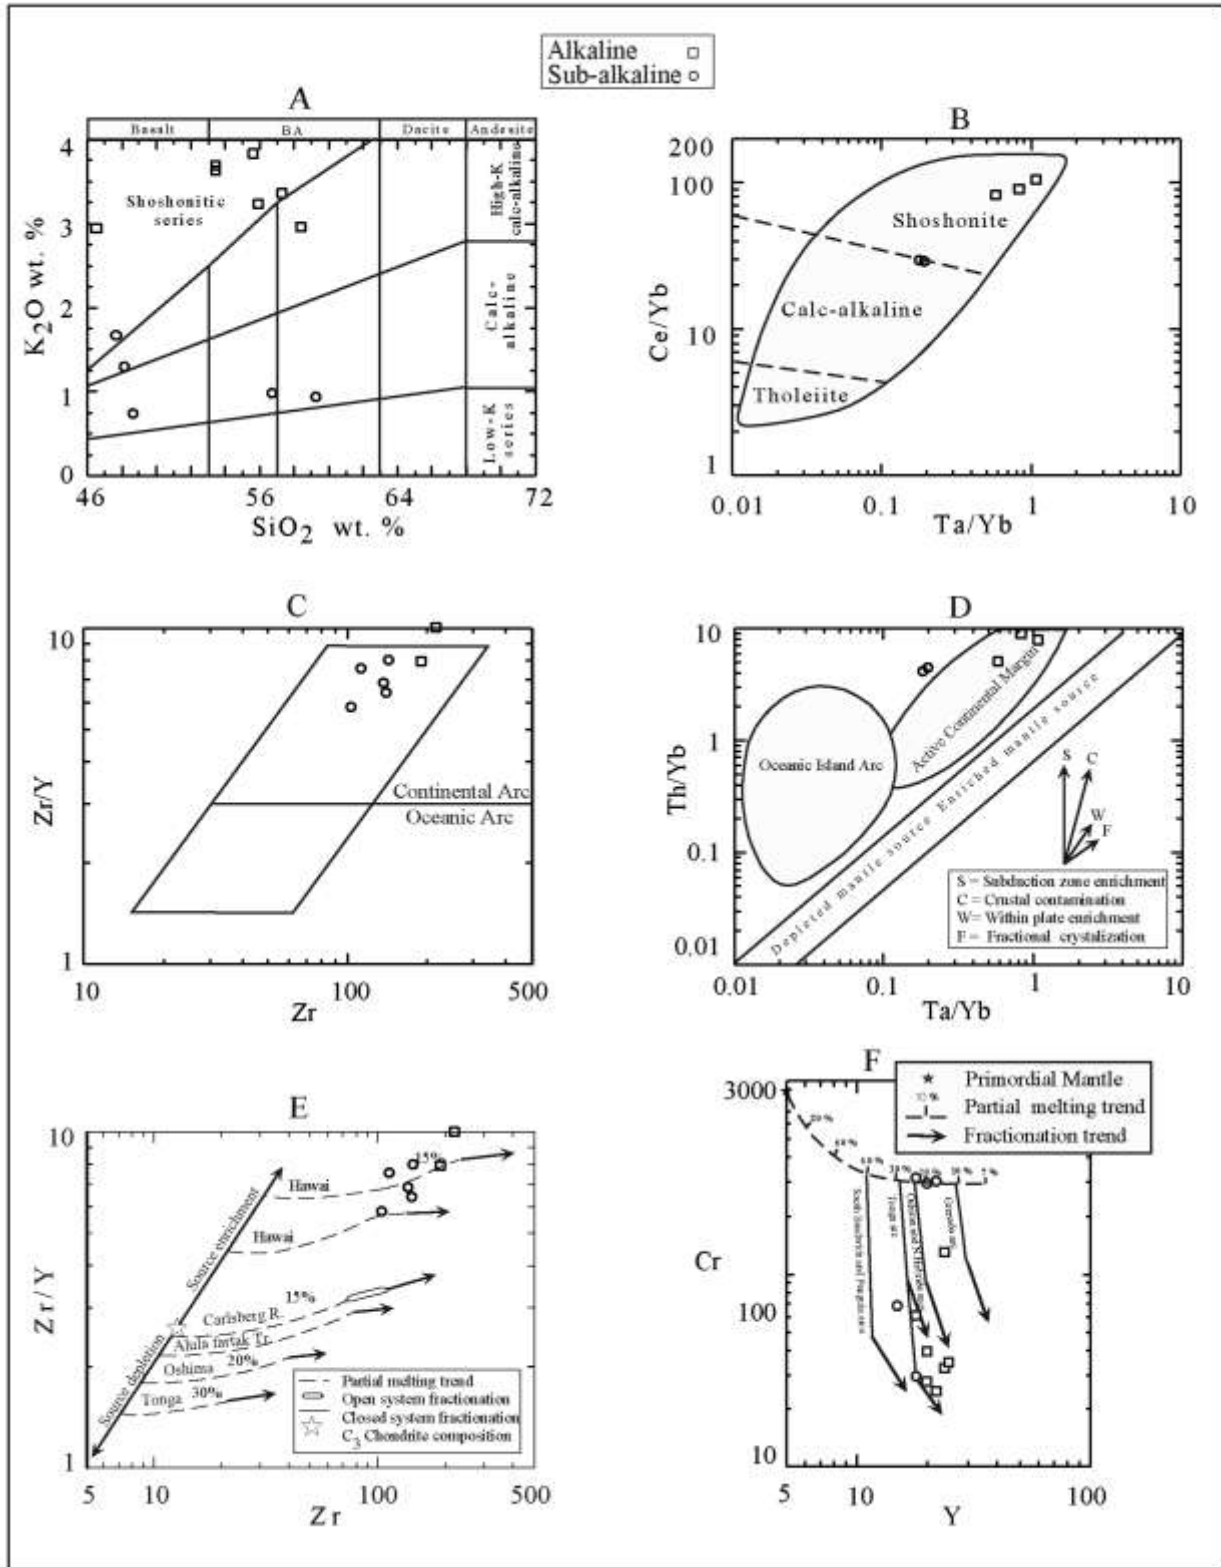 Alkaline
Sub-alkaline
A
Basalt BA Dacite Andesite
4
3
2
1
0
K2O wt. %
Shoshonitic
series
High-K
calc-alkaline
Calc-
alkaline
Low-K
series
46 56 64 72
SiO2 wt. %
B
200
100
10
1
Ce/Yb
Shoshonite
Calc-alkaline
Tholeiite
0.01 0.1 1 10
Ta/Yb
C
10
1
Zr/Y
Continental Arc
Oceanic Arc
10 100 500
Zr
D
10
1
0.1
0.01
Th/Yb
Oceanic Island Arc
Active Continental Margin
Depleted mantle source Enriched mantle source
S C
W
F
S = Subduction zone enrichment
C = Crustal contamination
W= Within plate enrichment
F = Fractional crystalization
0.01 0.1 1 10
Ta/Yb
E
10
1
Zr/Y
Source enrichment
Source depletion
Hawai
15%
Hawai
15%
Carlsberg R.
Alula fartak Tr.
Oshima 20%
Tonga 30%
Partial melting trend
Open system fractionation
Closed system fractionation
C3 Chondrite composition
5 10 100 500
Zr
F
Primordial Mantle
Partial melting trend
Fractionation trend
3000
100
10
Cr
Tonga arc
Grenada arc
5 10 100
Y